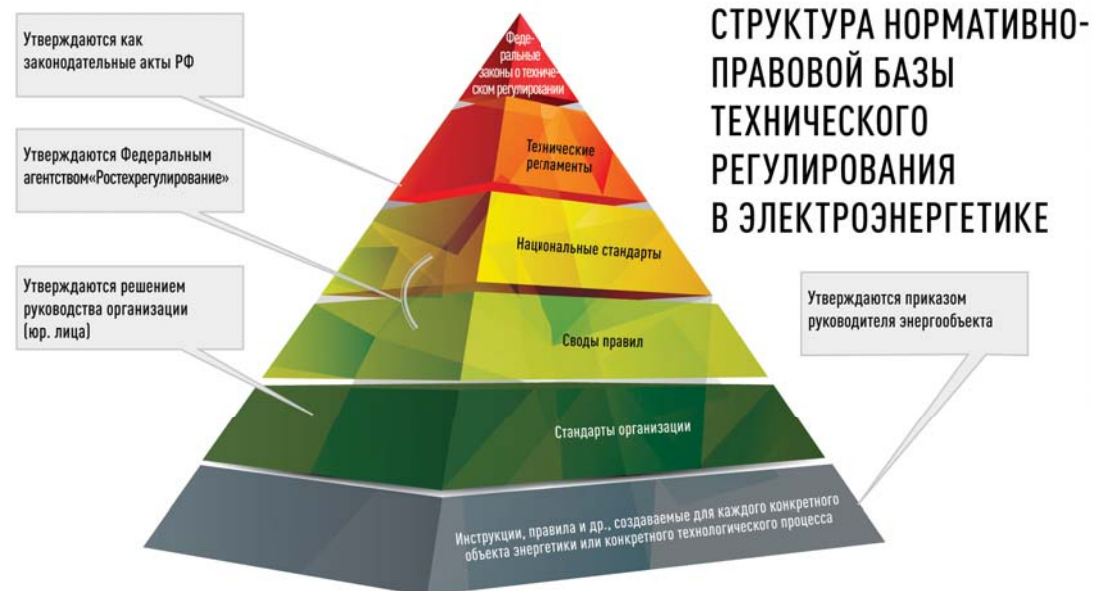 СТРУКТУРА НОРМАТИВНО-
ПРАВОВОЙ БАЗЫ
ТЕХНИЧЕСКОГО
РЕГУЛИРОВАНИЯ
В ЭЛЕКТРОЭНЕРГЕТИКЕ
Утверждаются как
законодательные акты РФ
Утверждаются Федеральным
агентством«Ростехрегулирование»
Утверждаются решением
руководства организации
(юр. лица)
Утверждаются приказом
руководителя энергообъекта
Феде-
ральные
законы о техниче-
ском регулировании
Технические
регламенты
Национальные стандарты
Своды правил
Стандарты организации
Инструкции, правила и др., создаваемые для каждого конкретного
объекта энергетики или конкретного технологического процесса